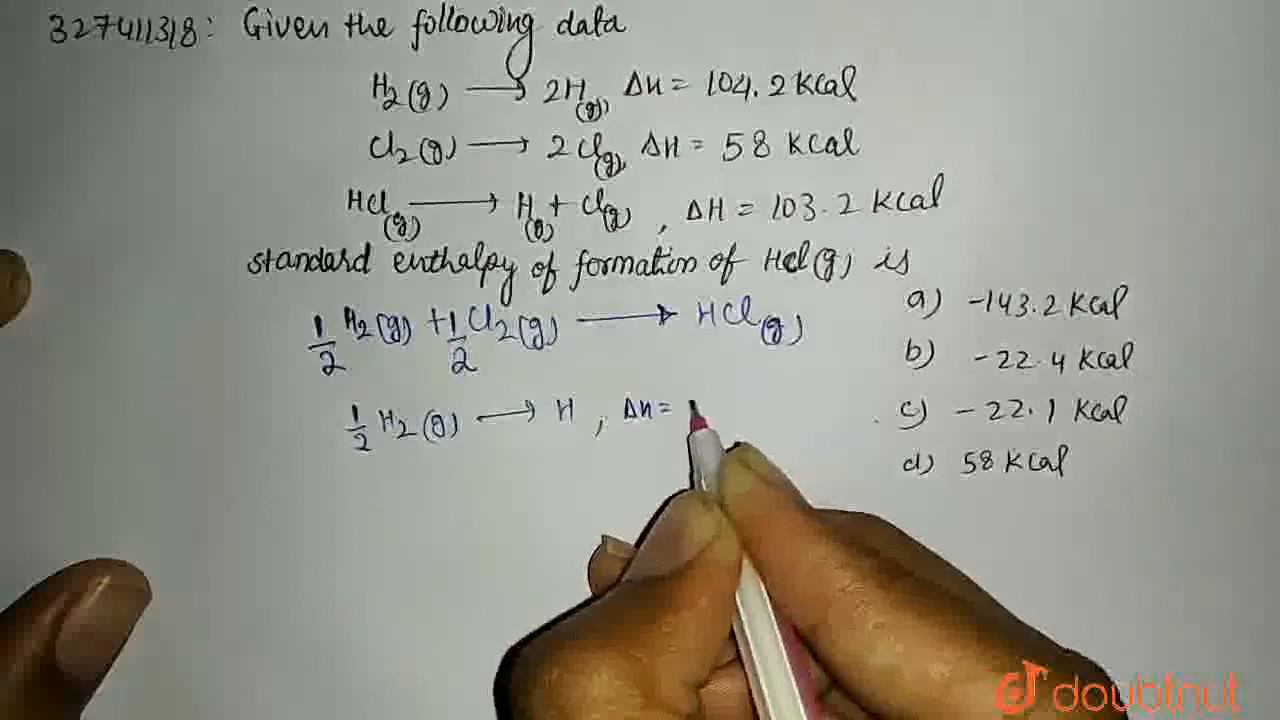 327411318: Given the following data
H2(g) → 2H(g), ΔH = 104.2 KCal
Cl2(g) → 2Cl(g), ΔH = 58 KCal
HCl(g) → H(g) + Cl(g), ΔH = 103.2 KCal
standard enthalpy of formation of HCl(g) is
1/2 H2(g) + 1/2 Cl2(g) → HCl(g)
1/2 H2(g) → H, ΔH =
a) -143.2 KCal
b) -22.4 KCal
c) -22.1 KCal
d) 58 KCal
doubtnut